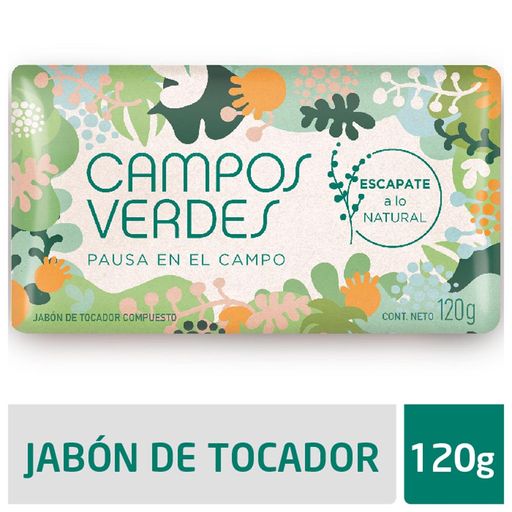 CAMPOS
VERDES
PAUSA EN EL CAMPO
ESCAPATE
a lo
NATURAL
JABÓN DE TOCADOR COMPUESTO
CONT. NETO 120g
JABÓN DE TOCADOR
120g